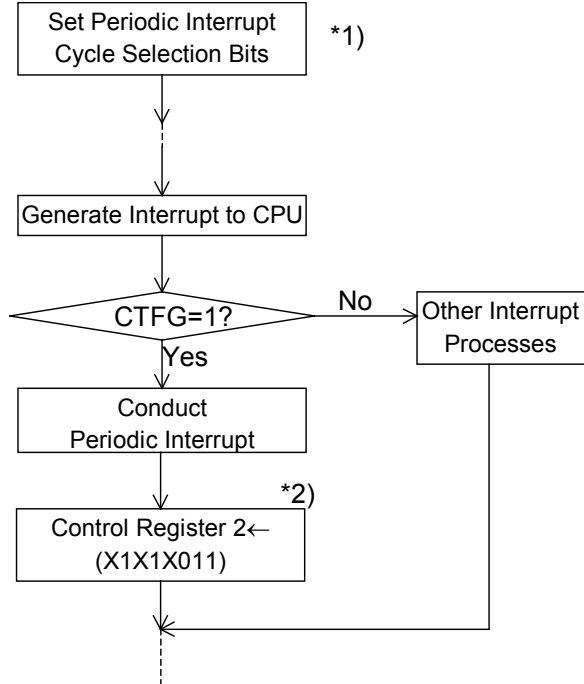 Set Periodic Interrupt
Cycle Selection Bits
*1)
Generate Interrupt to CPU
CTFG=1?
No
Other Interrupt
Processes
Yes
Conduct
Periodic Interrupt
*2)
Control Register 2←
(X1X1X011)